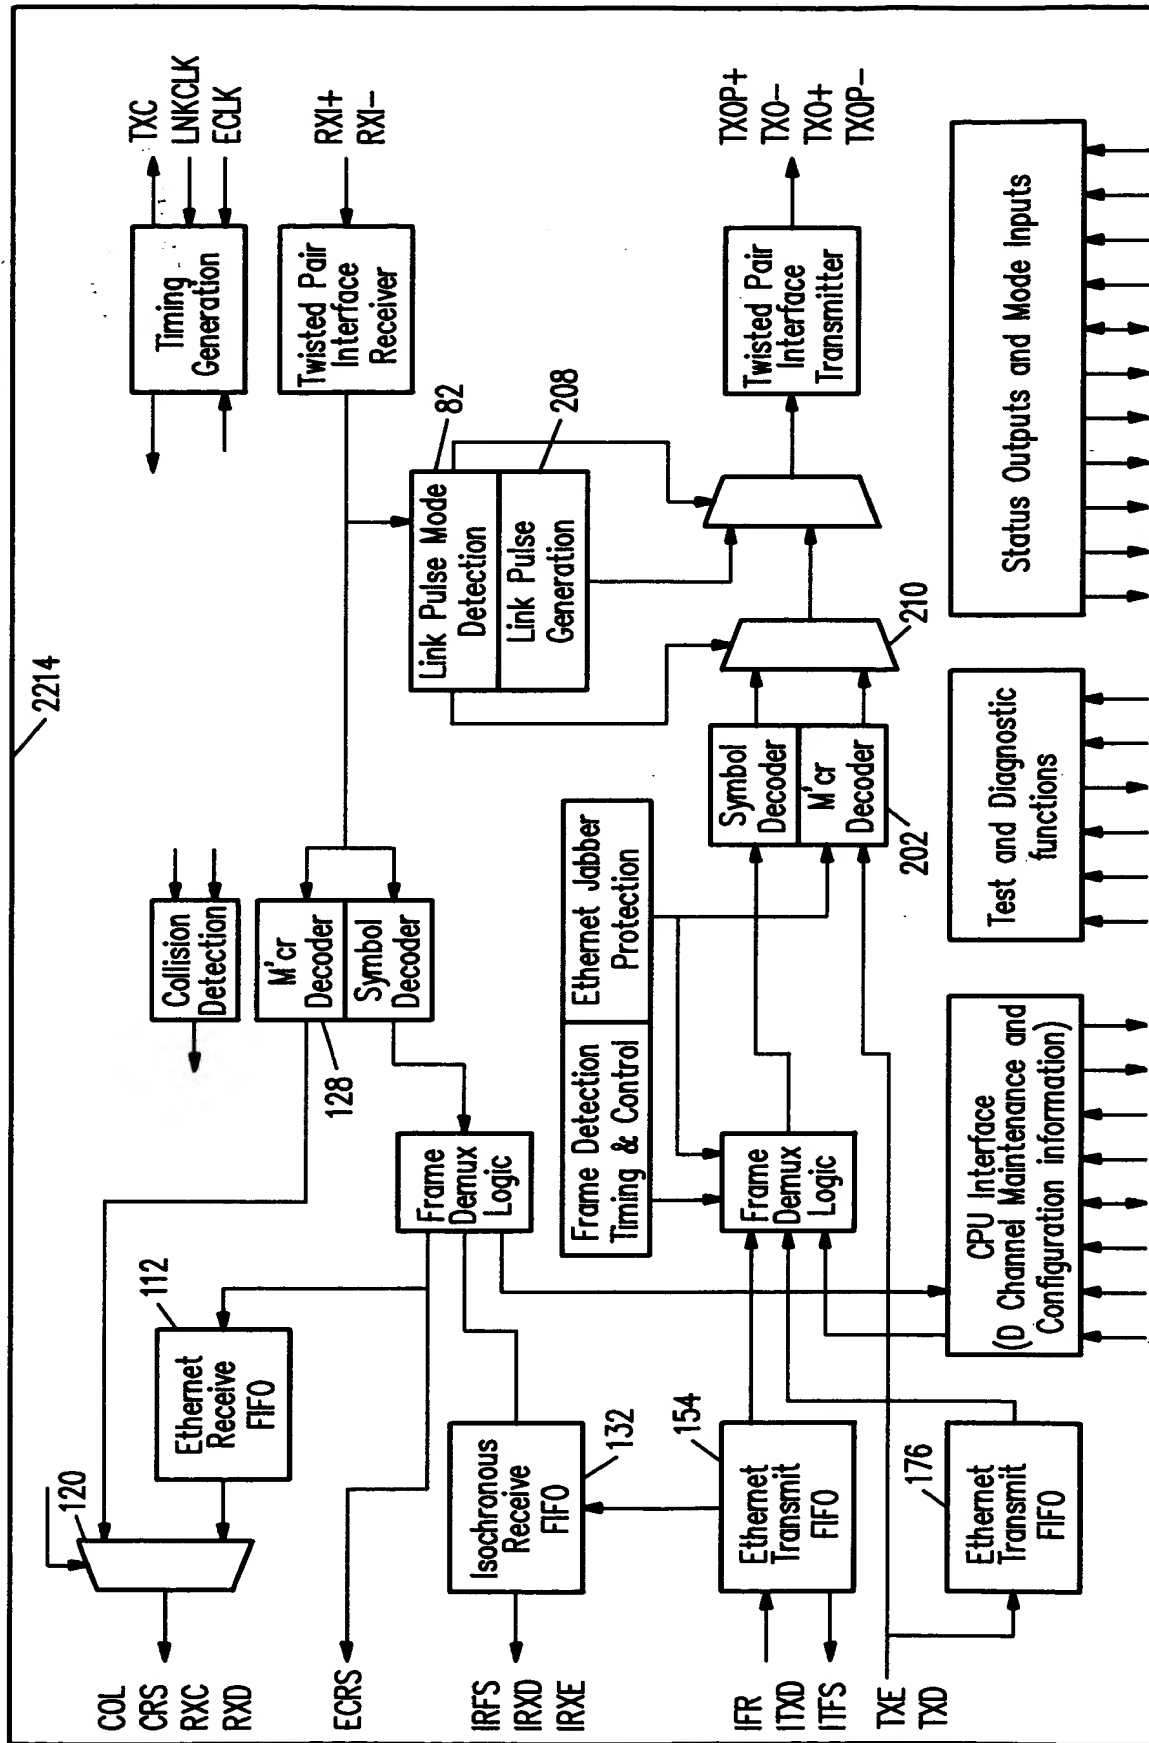 2214
COL
CRS
RXC
RXD
120
Ethernet
Receive
FIFO
112
M'cr
Decoder
Symbol
Decoder
128
Collision
Detection
Timing
Generation
TXC
LNKCLK
ECLK
Twisted Pair
Interface
Receiver
RXI+
RXI–
ECRS
IRFS
IRXD
IRXE
Isochronous
Receive
FIFO
132
Frame
Demux
Logic
Link Pulse Mode
Detection
82
Link Pulse
Generation
208
Frame Detection
Timing & Control
Ethernet Jabber
Protection
IFR
ITXD
ITFS
Ethernet
Transmit
FIFO
154
Frame
Demux
Logic
Symbol
Decoder
M'cr
Decoder
202
210
Twisted Pair
Interface
Transmitter
TXOP+
TXO–
TXO+
TXOP–
TXE
TXD
Ethernet
Transmit
FIFO
176
CPU Interface
(D Channel Maintenance and
Configuration information)
Test and Diagnostic
functions
Status Outputs and Mode Inputs